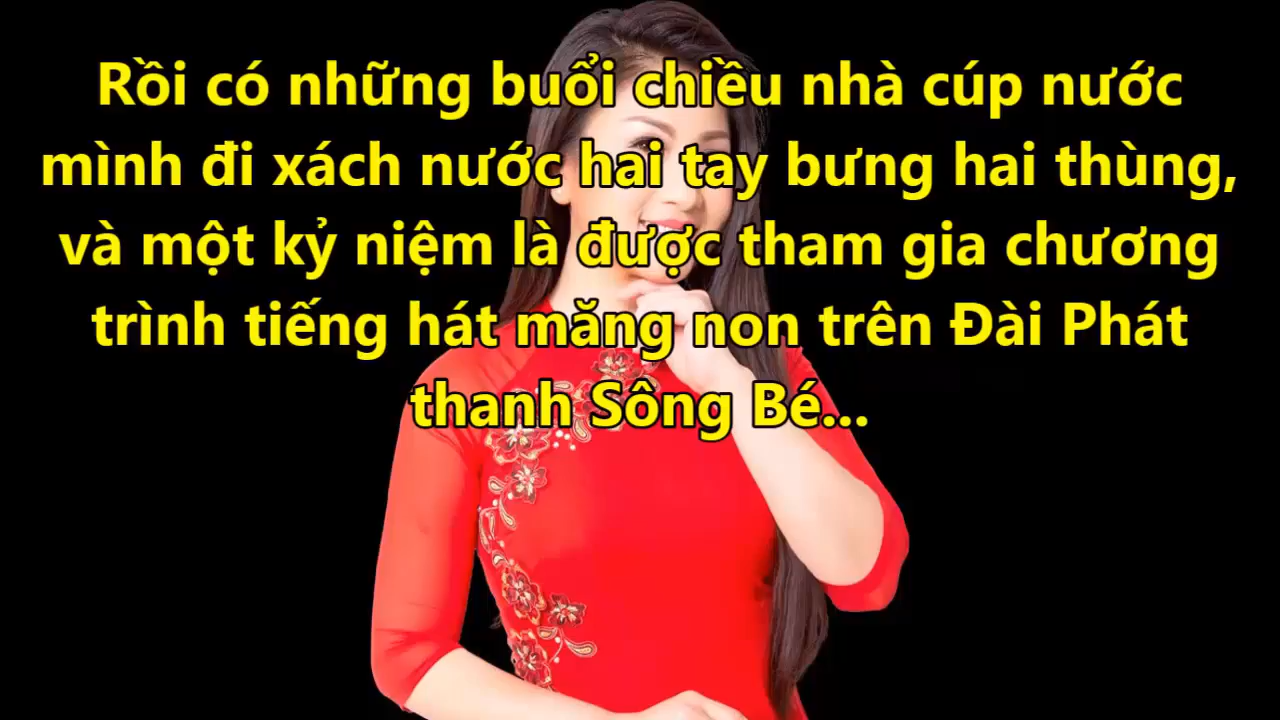 Rồi có những buổi chiều nhà cúp nước
mình đi xách nước hai tay bưng hai thùng,
và một kỷ niệm là được tham gia chương
trình tiếng hát măng non trên Đài Phát
thanh Sông Bé...